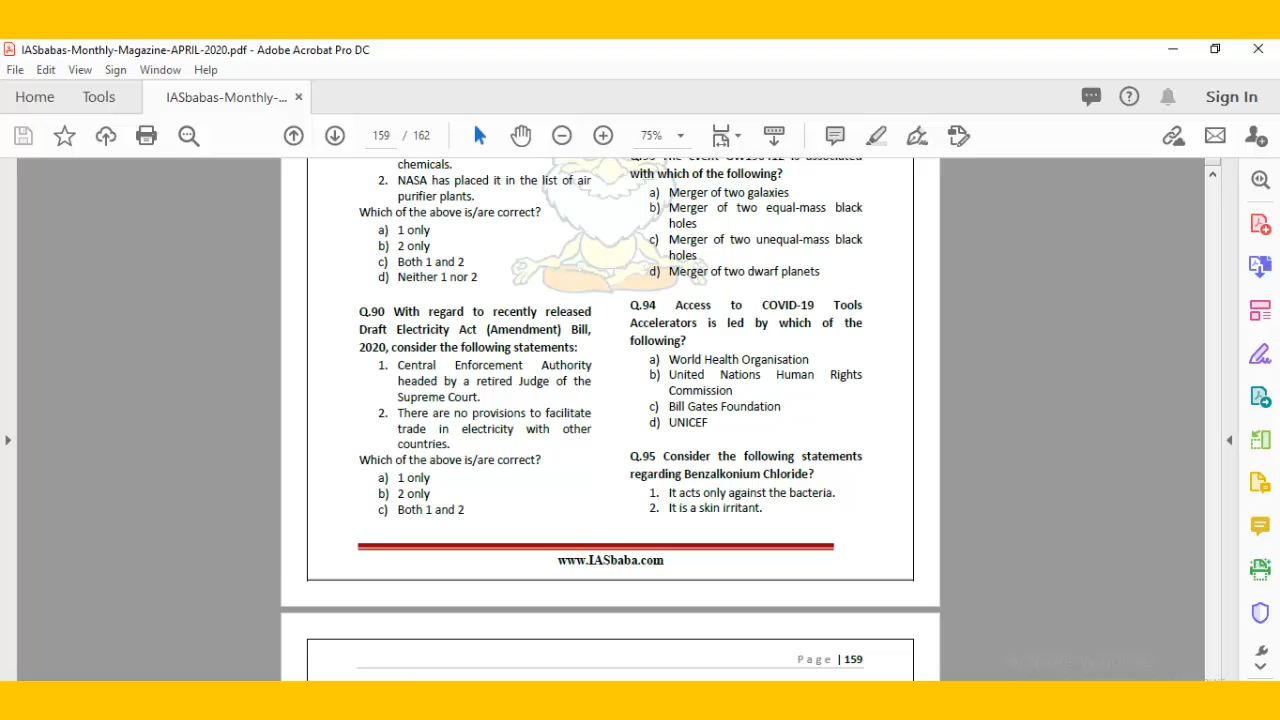 IASbabas-Monthly-Magazine-APRIL-2020.pdf - Adobe Acrobat Pro DC
File Edit View Sign Window Help
Home Tools IASbabas-Monthly-... × Sign In
159 / 162 75%
chemicals.
2. NASA has placed it in the list of air
purifier plants.
Which of the above is/are correct?
a) 1 only
b) 2 only
c) Both 1 and 2
d) Neither 1 nor 2
Q.90 With regard to recently released
Draft Electricity Act (Amendment) Bill,
2020, consider the following statements:
1. Central Enforcement Authority
headed by a retired Judge of the
Supreme Court.
2. There are no provisions to facilitate
trade in electricity with other
countries.
Which of the above is/are correct?
a) 1 only
b) 2 only
c) Both 1 and 2
with which of the following?
a) Merger of two galaxies
b) Merger of two equal-mass black
holes
c) Merger of two unequal-mass black
holes
d) Merger of two dwarf planets
Q.94 Access to COVID-19 Tools
Accelerators is led by which of the
following?
a) World Health Organisation
b) United Nations Human Rights
Commission
c) Bill Gates Foundation
d) UNICEF
Q.95 Consider the following statements
regarding Benzalkonium Chloride?
1. It acts only against the bacteria.
2. It is a skin irritant.
www.IASbaba.com
Page | 159